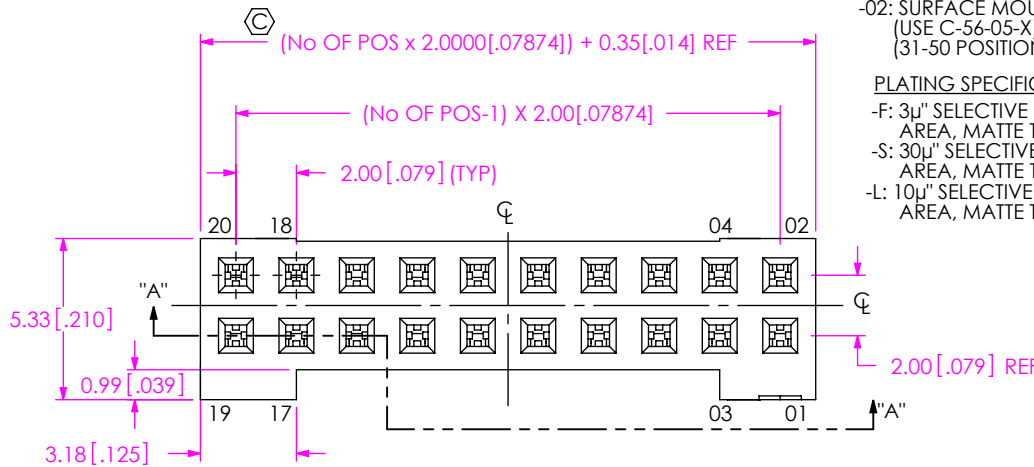 -02: SURFACE MOU
(USE C-56-05-X
(31-50 POSITION
C
(No OF POS x 2.0000[.07874]) + 0.35[.014] REF
PLATING SPECIFI
-F: 3µ" SELECTIVE
AREA, MATTE T
-S: 30µ" SELECTIVE
AREA, MATTE T
-L: 10µ" SELECTIVE
AREA, MATTE T
(No OF POS-1) X 2.00[.07874]
2.00[.079] (TYP)
℄
20 18 04 02
"A"
℄
5.33[.210]
2.00[.079] REF
0.99[.039]
19 17 03 01
"A"
3.18[.125]